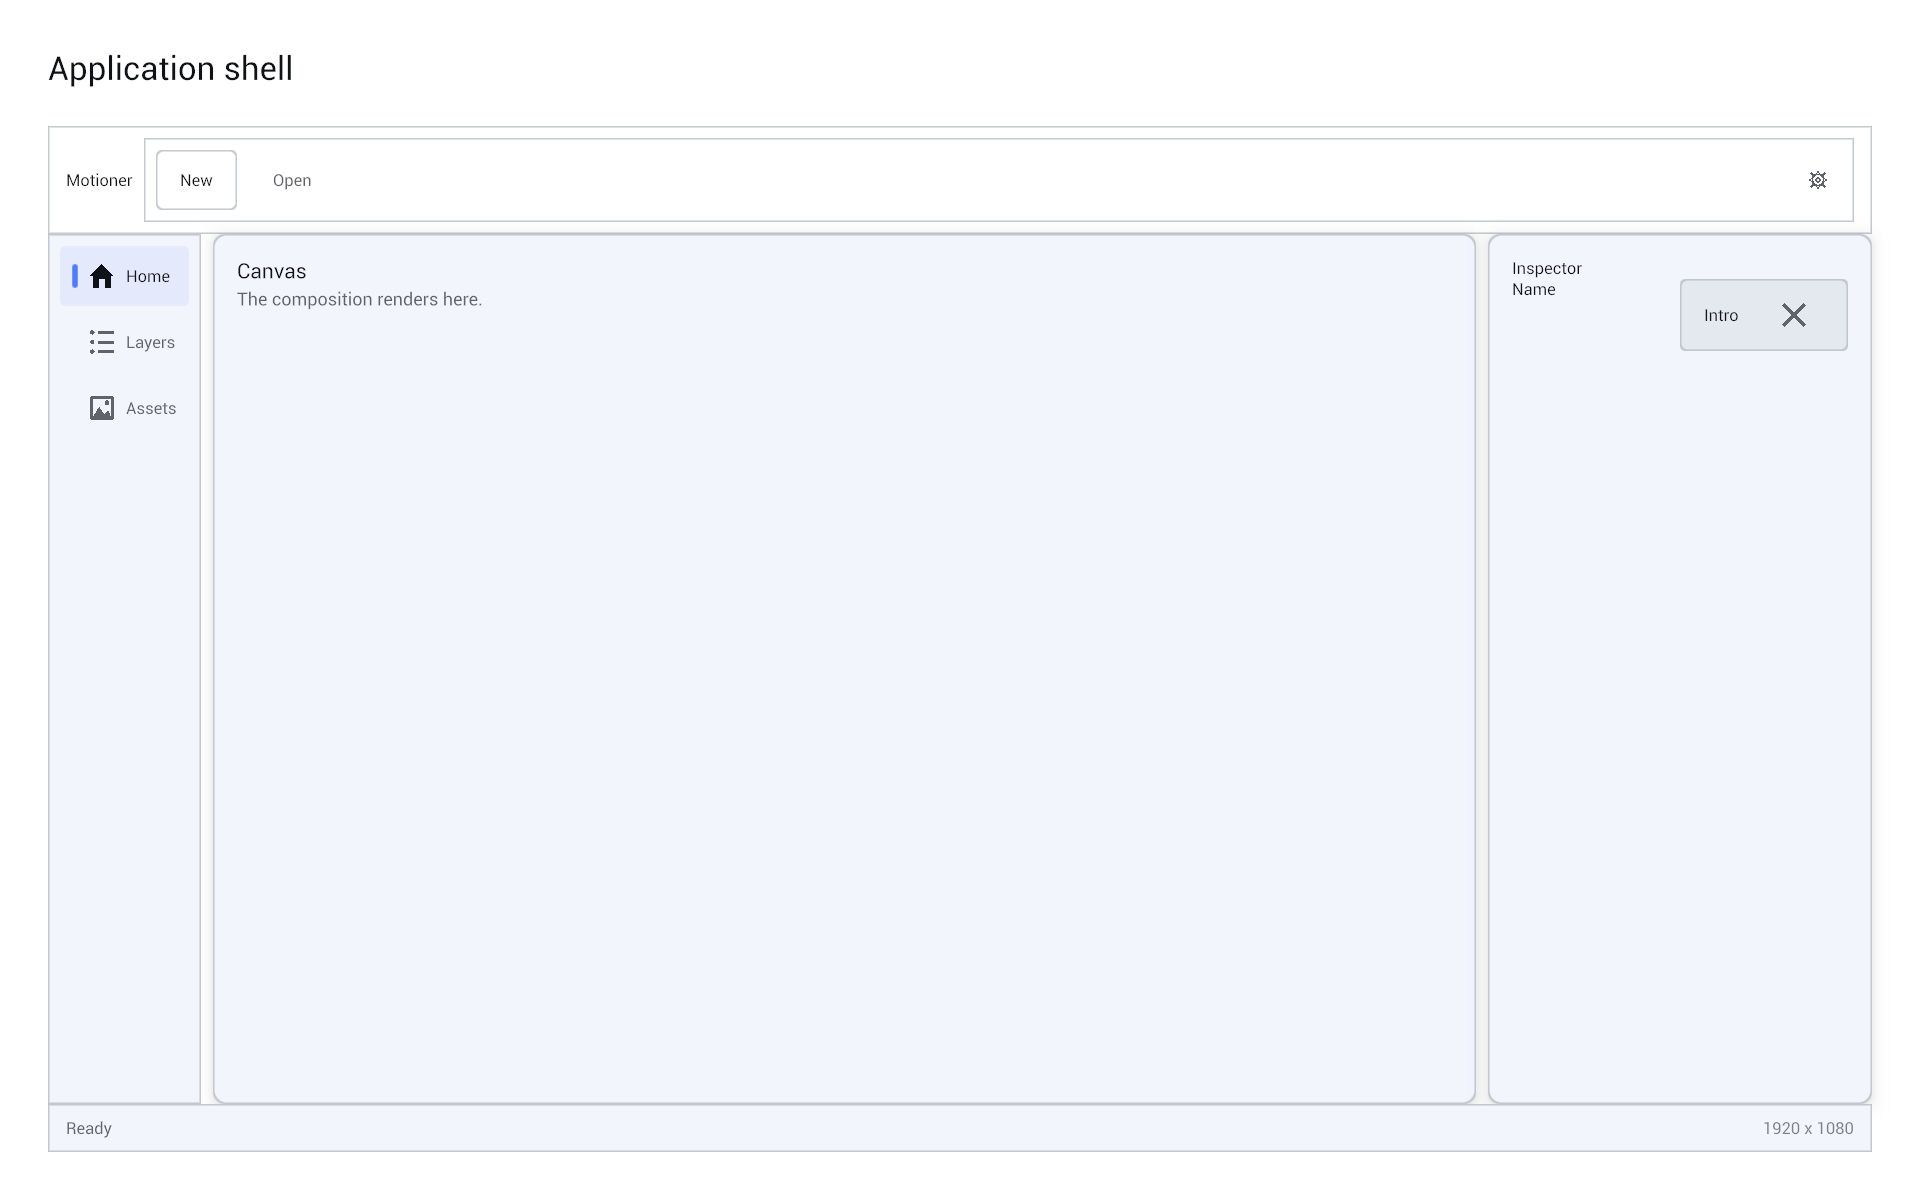 Application shell
Motioner
New
Open
Home
Layers
Assets
Canvas
The composition renders here.
Inspector
Name
Intro
Ready
1920 x 1080